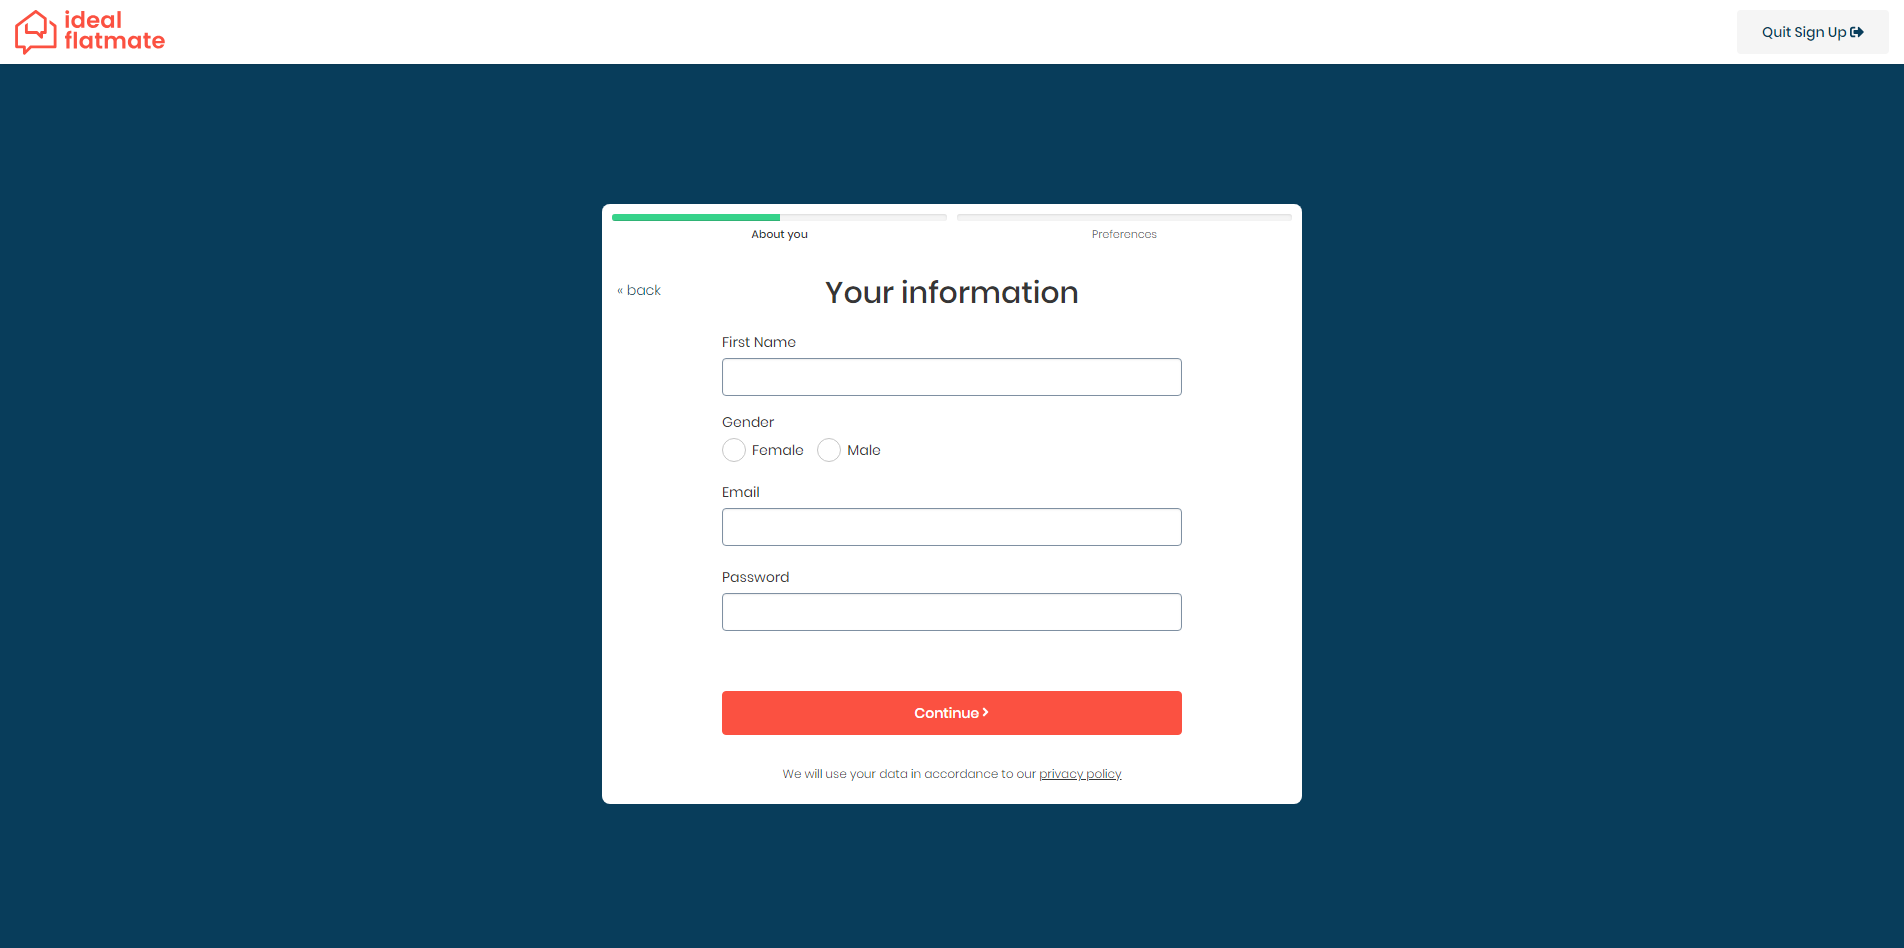 ideal
flatmate
Quit Sign Up
About you
Preferences
« back
Your information
First Name
Gender
Female
Male
Email
Password
Continue
We will use your data in accordance to our privacy policy